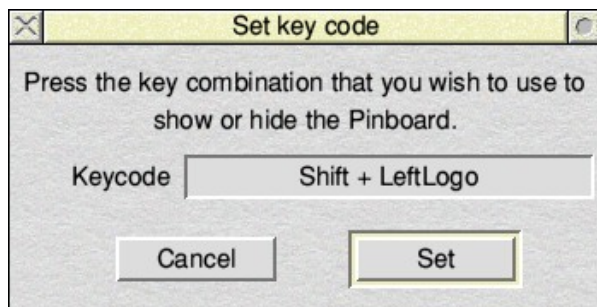 Set key code
Press the key combination that you wish to use to
show or hide the Pinboard.
Keycode Shift + LeftLogo
Cancel Set